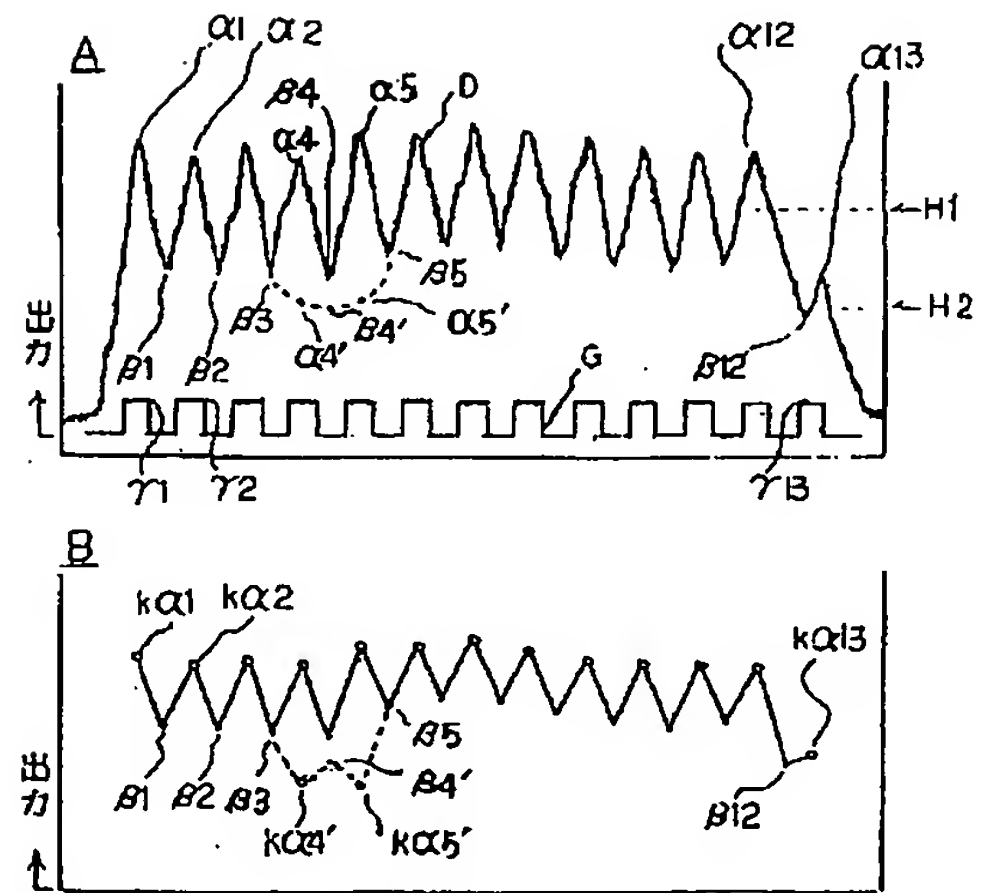 A
α1
α2
β4
α5
D
α4
α12
α13
←H1
β5
β3
β4'
α5'
←H2
α4'
β1
β2
G
β12
出力
γ1
γ2
γ13
B
kα1
kα2
kα13
β5
β4'
β1
β2
β3
β12
kα4'
kα5'
出力